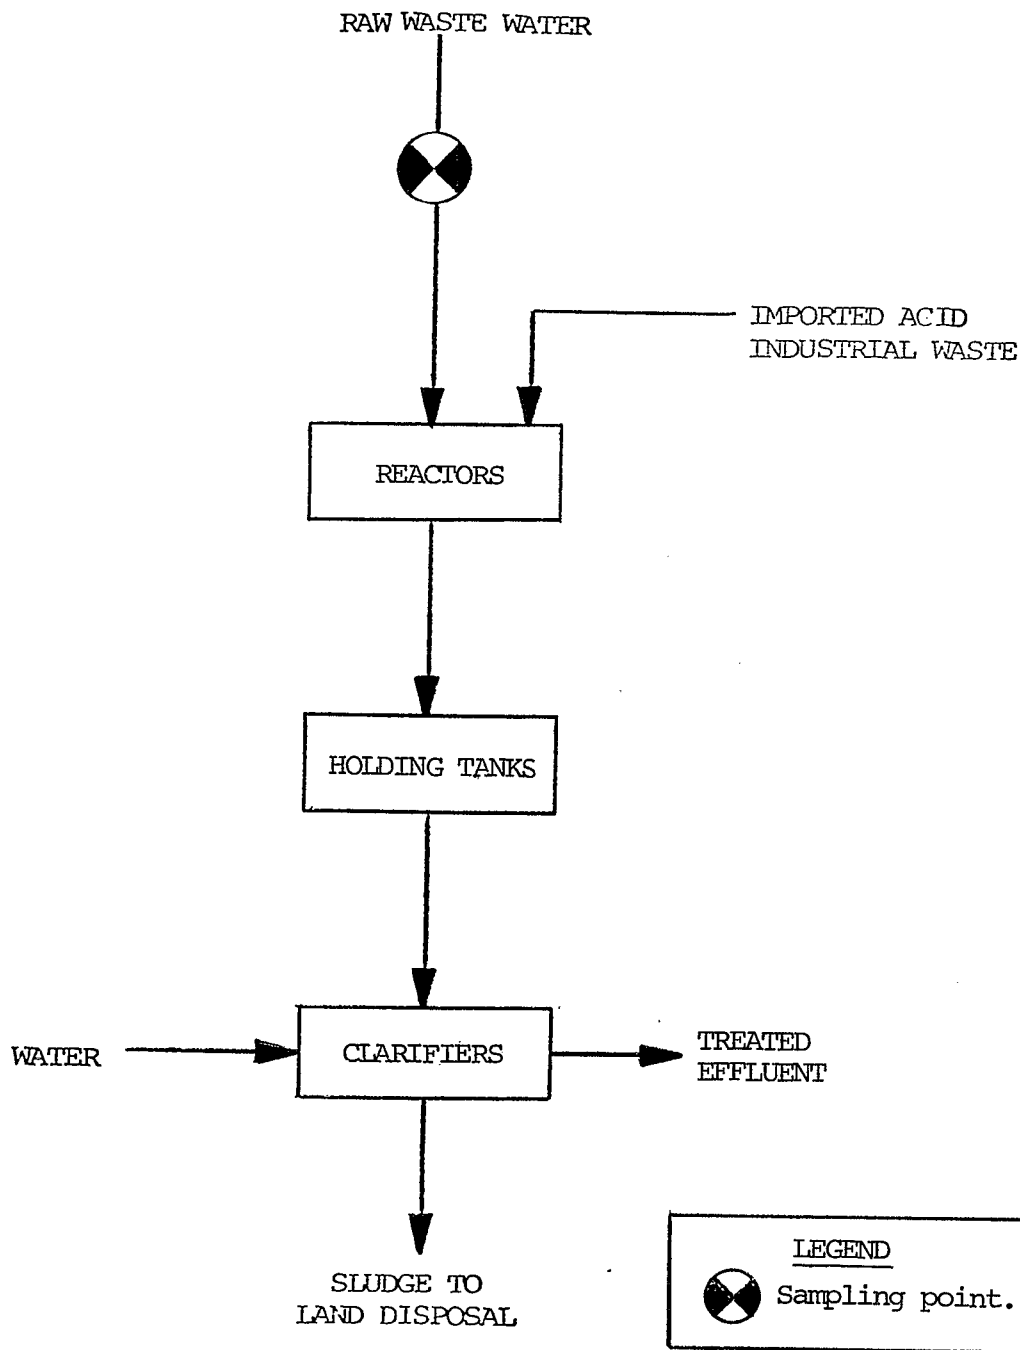 RAW WASTE WATER
IMPORTED ACID
INDUSTRIAL WASTE
REACTORS
HOLDING TANKS
WATER
CLARIFIERS
TREATED
EFFLUENT
SLUDGE TO
LAND DISPOSAL
LEGEND
Sampling point.